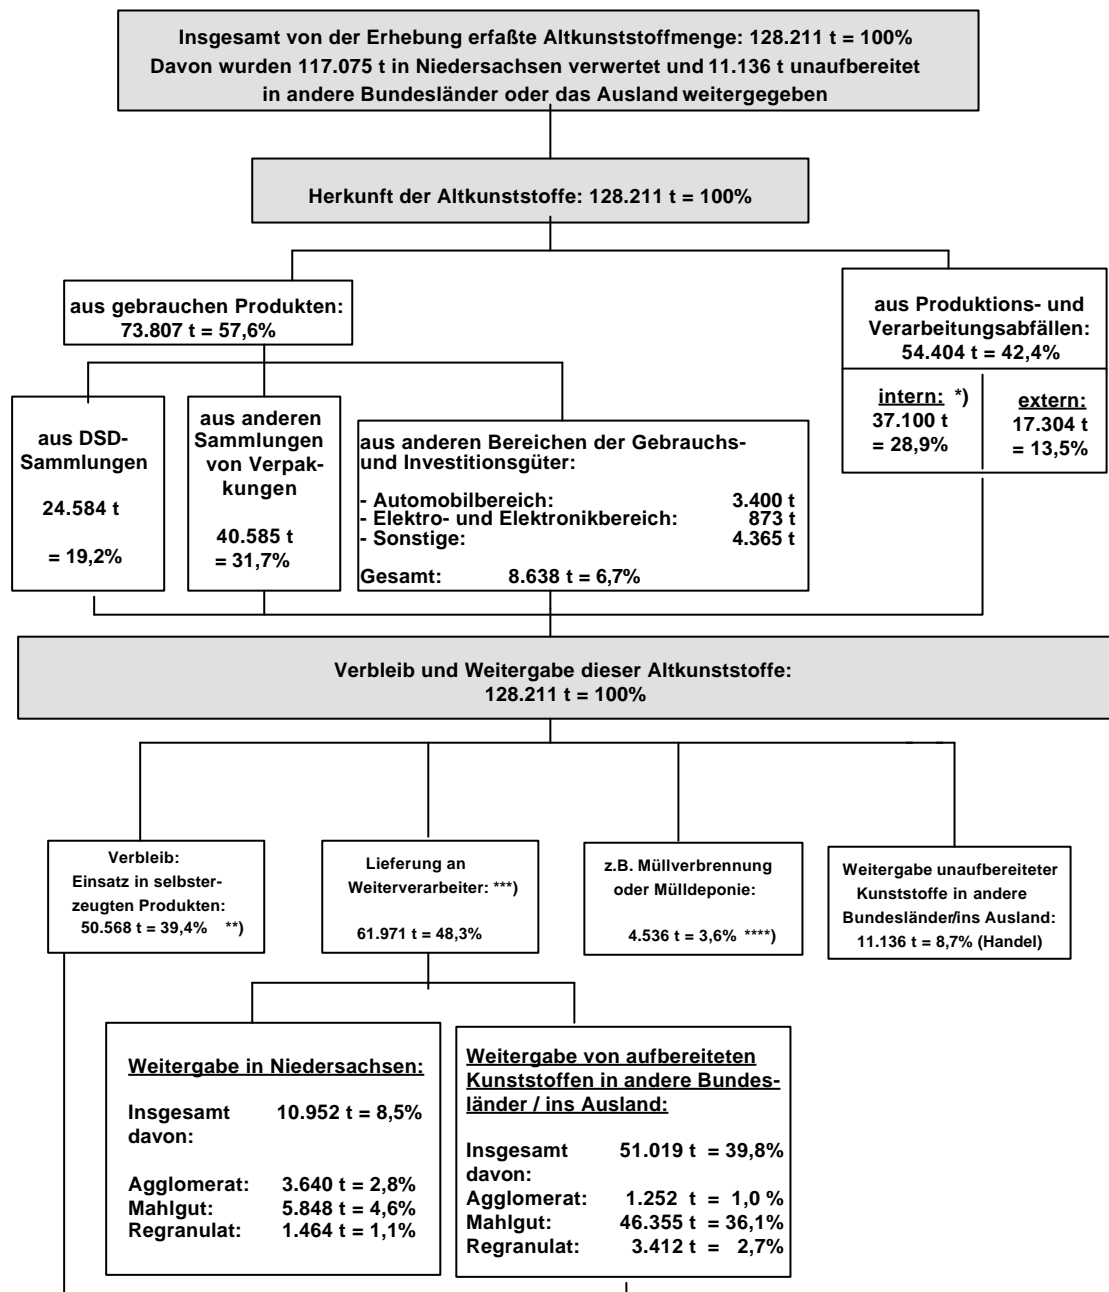 Insgesamt von der Erhebung erfaßte Altkunststoffmenge: 128.211 t = 100%
Davon wurden 117.075 t in Niedersachsen verwertet und 11.136 t unaufbereitet
in andere Bundesländer oder das Ausland weitergegeben
Herkunft der Altkunststoffe: 128.211 t = 100%
aus gebrauchen Produkten:
73.807 t = 57,6%
aus Produktions- und
Verarbeitungsabfällen:
54.404 t = 42,4%
intern: *)
37.100 t
= 28,9%
extern:
17.304 t
= 13,5%
aus DSD-
Sammlungen
24.584 t
= 19,2%
aus anderen
Sammlungen
von Verpak-
kungen
40.585 t
= 31,7%
aus anderen Bereichen der Gebrauchs-
und Investitionsgüter:
- Automobilbereich: 3.400 t
- Elektro- und Elektronikbereich: 873 t
- Sonstige: 4.365 t
Gesamt: 8.638 t = 6,7%
Verbleib und Weitergabe dieser Altkunststoffe:
128.211 t = 100%
Verbleib:
Einsatz in selbster-
zeugten Produkten:
50.568 t = 39,4% **)
Lieferung an
Weiterverarbeiter: ***)
61.971 t = 48,3%
z.B. Müllverbrennung
oder Mülldeponie:
4.536 t = 3,6% ****)
Weitergabe unaufbereiteter
Kunststoffe in andere
Bundesländer/ins Ausland:
11.136 t = 8,7% (Handel)
Weitergabe in Niedersachsen:
Insgesamt 10.952 t = 8,5%
davon:
Agglomerat: 3.640 t = 2,8%
Mahlgut: 5.848 t = 4,6%
Regranulat: 1.464 t = 1,1%
Weitergabe von aufbereiteten
Kunststoffen in andere Bundes-
länder / ins Ausland:
Insgesamt 51.019 t = 39,8%
davon:
Agglomerat: 1.252 t = 1,0 %
Mahlgut: 46.355 t = 36,1%
Regranulat: 3.412 t = 2,7%